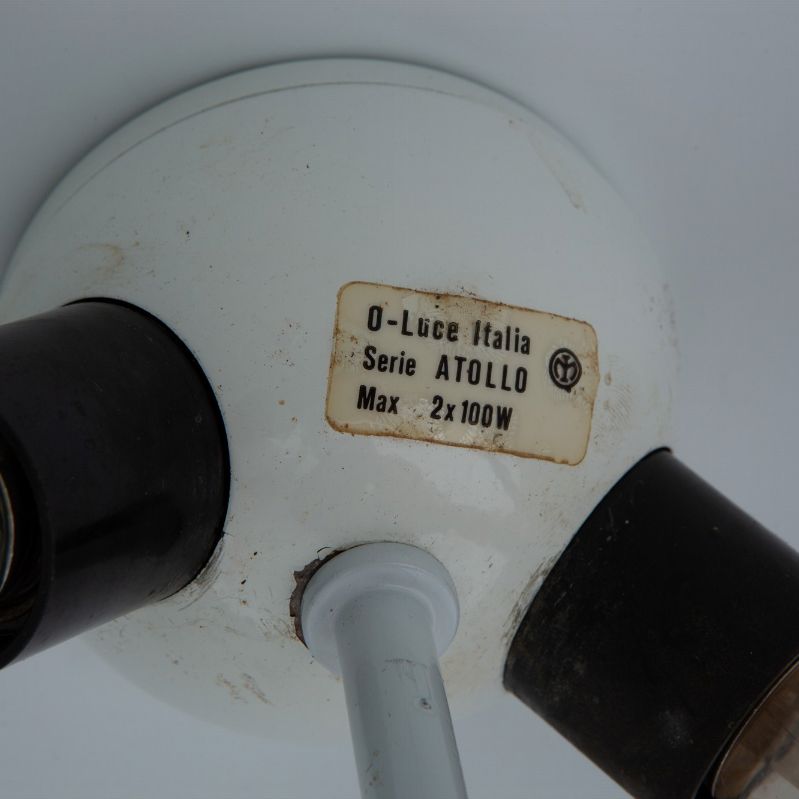 O-Luce Italia
Serie ATOLLO
Max 2x100W